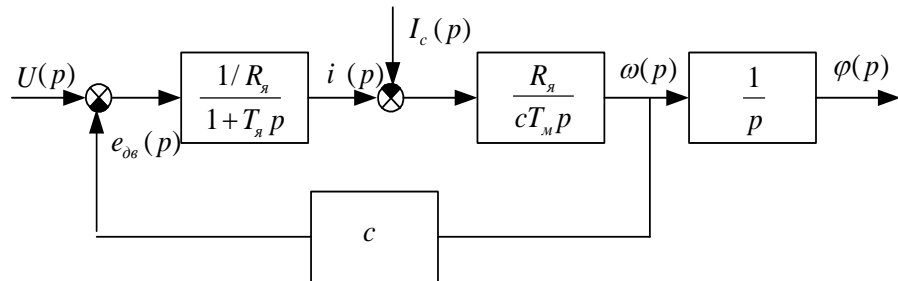 I_c(p)
U(p)
1/R_я
1+T_я p
i (p)
R_я
cT_м p
ω(p)
1
p
φ(p)
e_дв(p)
c